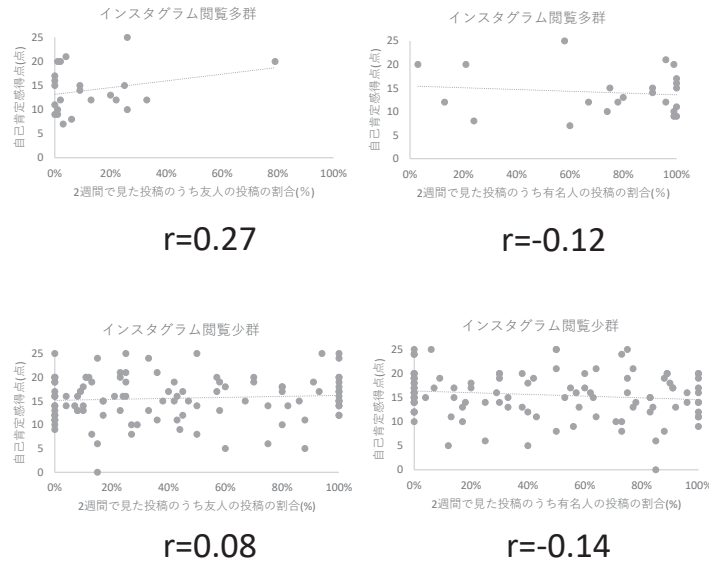 インスタグラム閲覧多群
自己肯定感得点(点)
25
20
15
10
5
0
0% 20% 40% 60% 80% 100%
2週間で見た投稿のうち友人の投稿の割合(%)
r=0.27
インスタグラム閲覧多群
自己肯定感得点(点)
25
20
15
10
5
0
0% 20% 40% 60% 80% 100%
2週間で見た投稿のうち有名人の投稿の割合(%)
r=-0.12
インスタグラム閲覧少群
自己肯定感得点(点)
25
20
15
10
5
0
0% 20% 40% 60% 80% 100%
2週間で見た投稿のうち友人の投稿の割合(%)
r=0.08
インスタグラム閲覧少群
自己肯定感得点(点)
25
20
15
10
5
0
0% 20% 40% 60% 80% 100%
2週間で見た投稿のうち有名人の投稿の割合(%)
r=-0.14